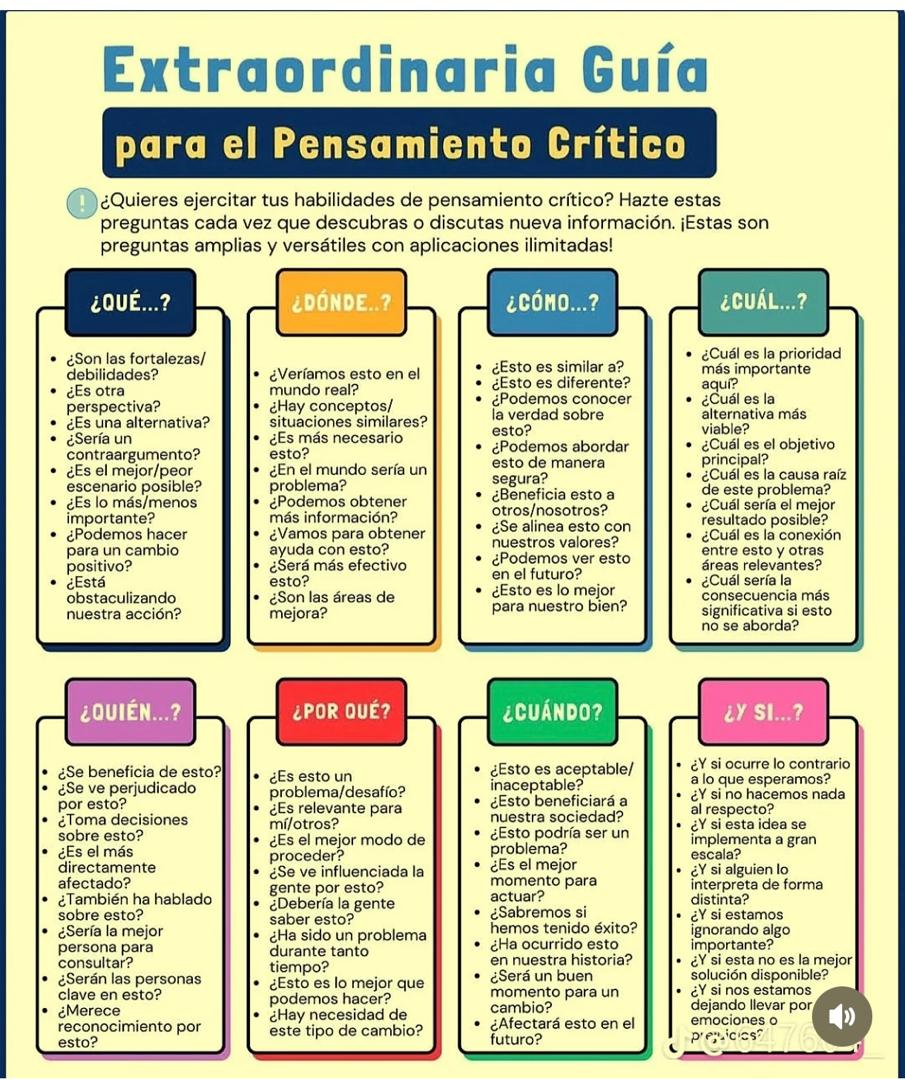 Extraordinaria Guía
para el Pensamiento Crítico
!
¿Quieres ejercitar tus habilidades de pensamiento crítico? Hazte estas
preguntas cada vez que descubras o discutas nueva información. ¡Estas son
preguntas amplias y versátiles con aplicaciones ilimitadas!
¿QUÉ...?
• ¿Son las fortalezas/
debilidades?
• ¿Es otra
perspectiva?
• ¿Es una alternativa?
• ¿Sería un
contraargumento?
• ¿Es el mejor/peor
escenario posible?
• ¿Es lo más/menos
importante?
• ¿Podemos hacer
para un cambio
positivo?
• ¿Está
obstaculizando
nuestra acción?
¿DÓNDE..?
• ¿Veríamos esto en el
mundo real?
• ¿Hay conceptos/
situaciones similares?
• ¿Es más necesario
esto?
• ¿En el mundo sería un
problema?
• ¿Podemos obtener
más información?
• ¿Vamos para obtener
ayuda con esto?
• ¿Será más efectivo
esto?
• ¿Son las áreas de
mejora?
¿CÓMO...?
• ¿Esto es similar a?
• ¿Esto es diferente?
• ¿Podemos conocer
la verdad sobre
esto?
• ¿Podemos abordar
esto de manera
segura?
• ¿Beneficia esto a
otros/nosotros?
• ¿Se alinea esto con
nuestros valores?
• ¿Podemos ver esto
en el futuro?
• ¿Esto es lo mejor
para nuestro bien?
¿CUÁL...?
• ¿Cuál es la prioridad
más importante
aquí?
• ¿Cuál es la
alternativa más
viable?
• ¿Cuál es el objetivo
principal?
• ¿Cuál es la causa raíz
de este problema?
• ¿Cuál sería el mejor
resultado posible?
• ¿Cuál es la conexión
entre esto y otras
áreas relevantes?
• ¿Cuál sería la
consecuencia más
significativa si esto
no se aborda?
¿QUIÉN...?
• ¿Se beneficia de esto?
• ¿Se ve perjudicado
por esto?
• ¿Toma decisiones
sobre esto?
• ¿Es el más
directamente
afectado?
• ¿También ha hablado
sobre esto?
• ¿Sería la mejor
persona para
consultar?
• ¿Serán las personas
clave en esto?
• ¿Merece
reconocimiento por
esto?
¿POR QUÉ?
• ¿Es esto un
problema/desafío?
• ¿Es relevante para
mí/otros?
• ¿Es el mejor modo de
proceder?
• ¿Se ve influenciada la
gente por esto?
• ¿Debería la gente
saber esto?
• ¿Ha sido un problema
durante tanto
tiempo?
• ¿Esto es lo mejor que
podemos hacer?
• ¿Hay necesidad de
este tipo de cambio?
¿CUÁNDO?
• ¿Esto es aceptable/
inaceptable?
• ¿Esto beneficiará a
nuestra sociedad?
• ¿Esto podría ser un
problema?
• ¿Es el mejor
momento para
actuar?
• ¿Sabremos si
hemos tenido éxito?
• ¿Ha ocurrido esto
en nuestra historia?
• ¿Será un buen
momento para un
cambio?
• ¿Afectará esto en el
futuro?
¿Y SI...?
• ¿Y si ocurre lo contrario
a lo que esperamos?
• ¿Y si no hacemos nada
al respecto?
• ¿Y si esta idea se
implementa a gran
escala?
• ¿Y si alguien lo
interpreta de forma
distinta?
• ¿Y si estamos
ignorando algo
importante?
• ¿Y si esta no es la mejor
solución disponible?
• ¿Y si nos estamos
dejando llevar por
emociones o
prejuicios?